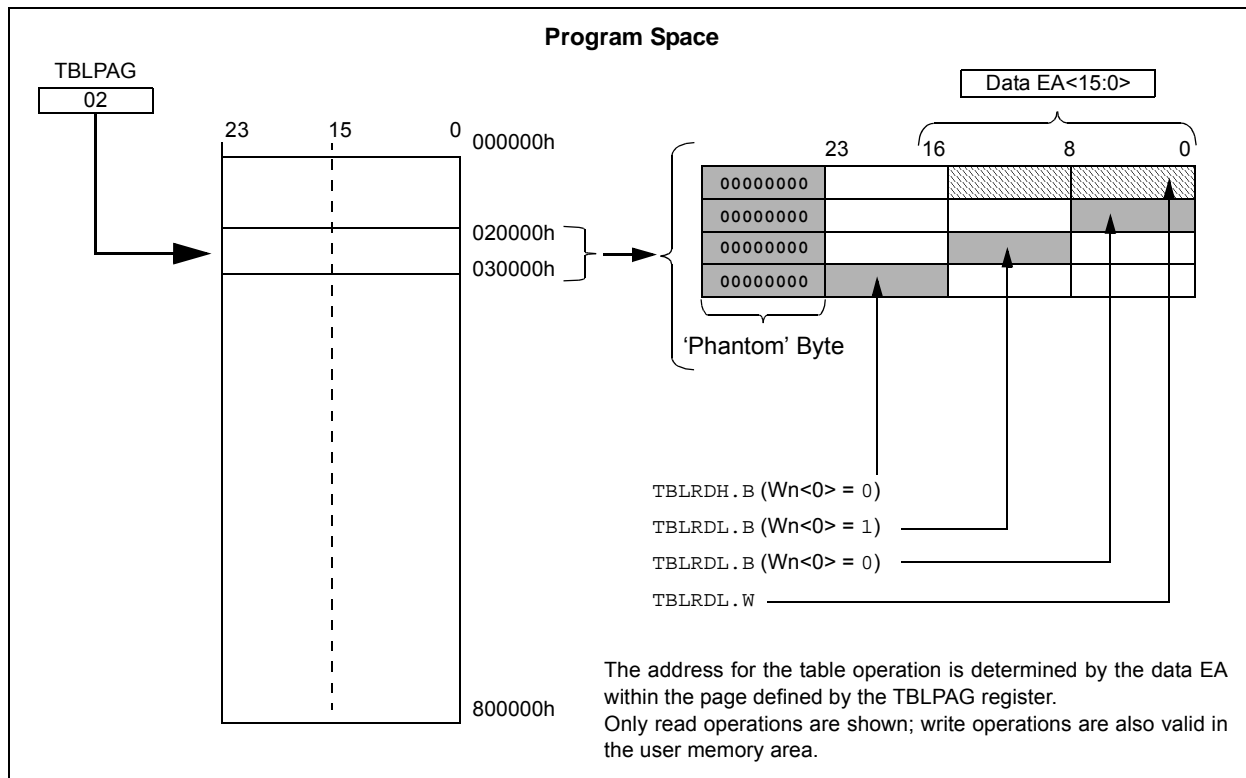 Program Space
TBLPAG
02
Data EA<15:0>
23 15 0
000000h
020000h
030000h
800000h
23 16 8 0
00000000
00000000
00000000
00000000
'Phantom' Byte
TBLRDH.B (Wn<0> = 0)
TBLRDL.B (Wn<0> = 1)
TBLRDL.B (Wn<0> = 0)
TBLRDL.W
The address for the table operation is determined by the data EA
within the page defined by the TBLPAG register.
Only read operations are shown; write operations are also valid in
the user memory area.